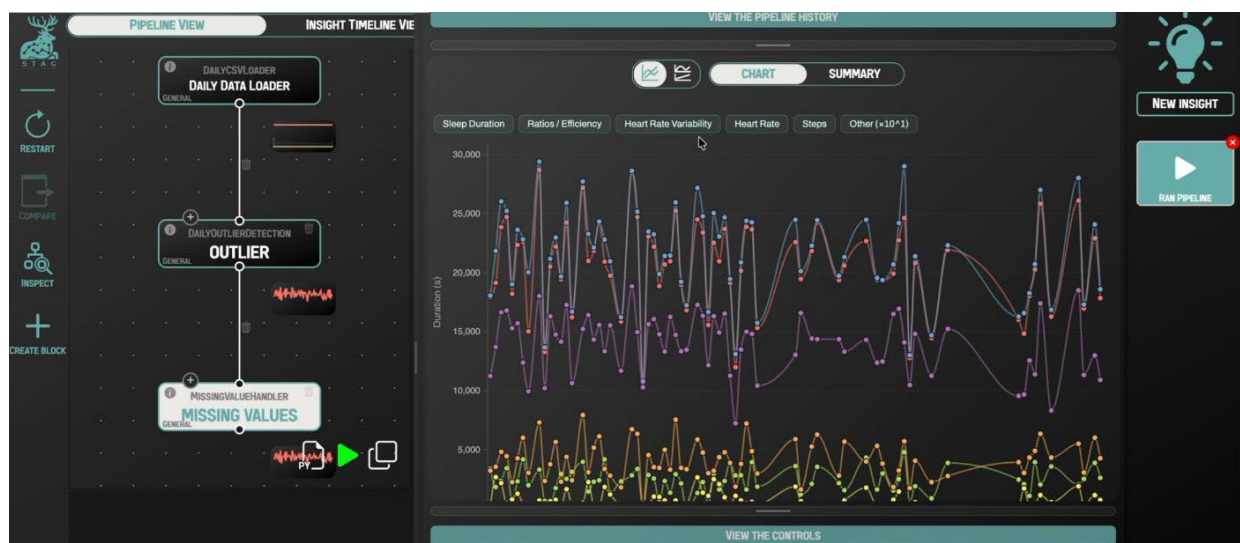 STAG
RESTART
COMPARE
INSPECT
CREATE BLOCK
PIPELINE VIEW
INSIGHT TIMELINE VIE
DAILYCSVLOADER
DAILY DATA LOADER
GENERAL
DAILYOUTLIERDETECTION
OUTLIER
GENERAL
MISSINGVALUEHANDLER
MISSING VALUES
GENERAL
PY
VIEW THE PIPELINE HISTORY
CHART
SUMMARY
Sleep Duration
Ratios / Efficiency
Heart Rate Variability
Heart Rate
Steps
Other (×10^1)
Duration (s)
30,000
25,000
20,000
15,000
10,000
5,000
VIEW THE CONTROLS
NEW INSIGHT
RAN PIPELINE